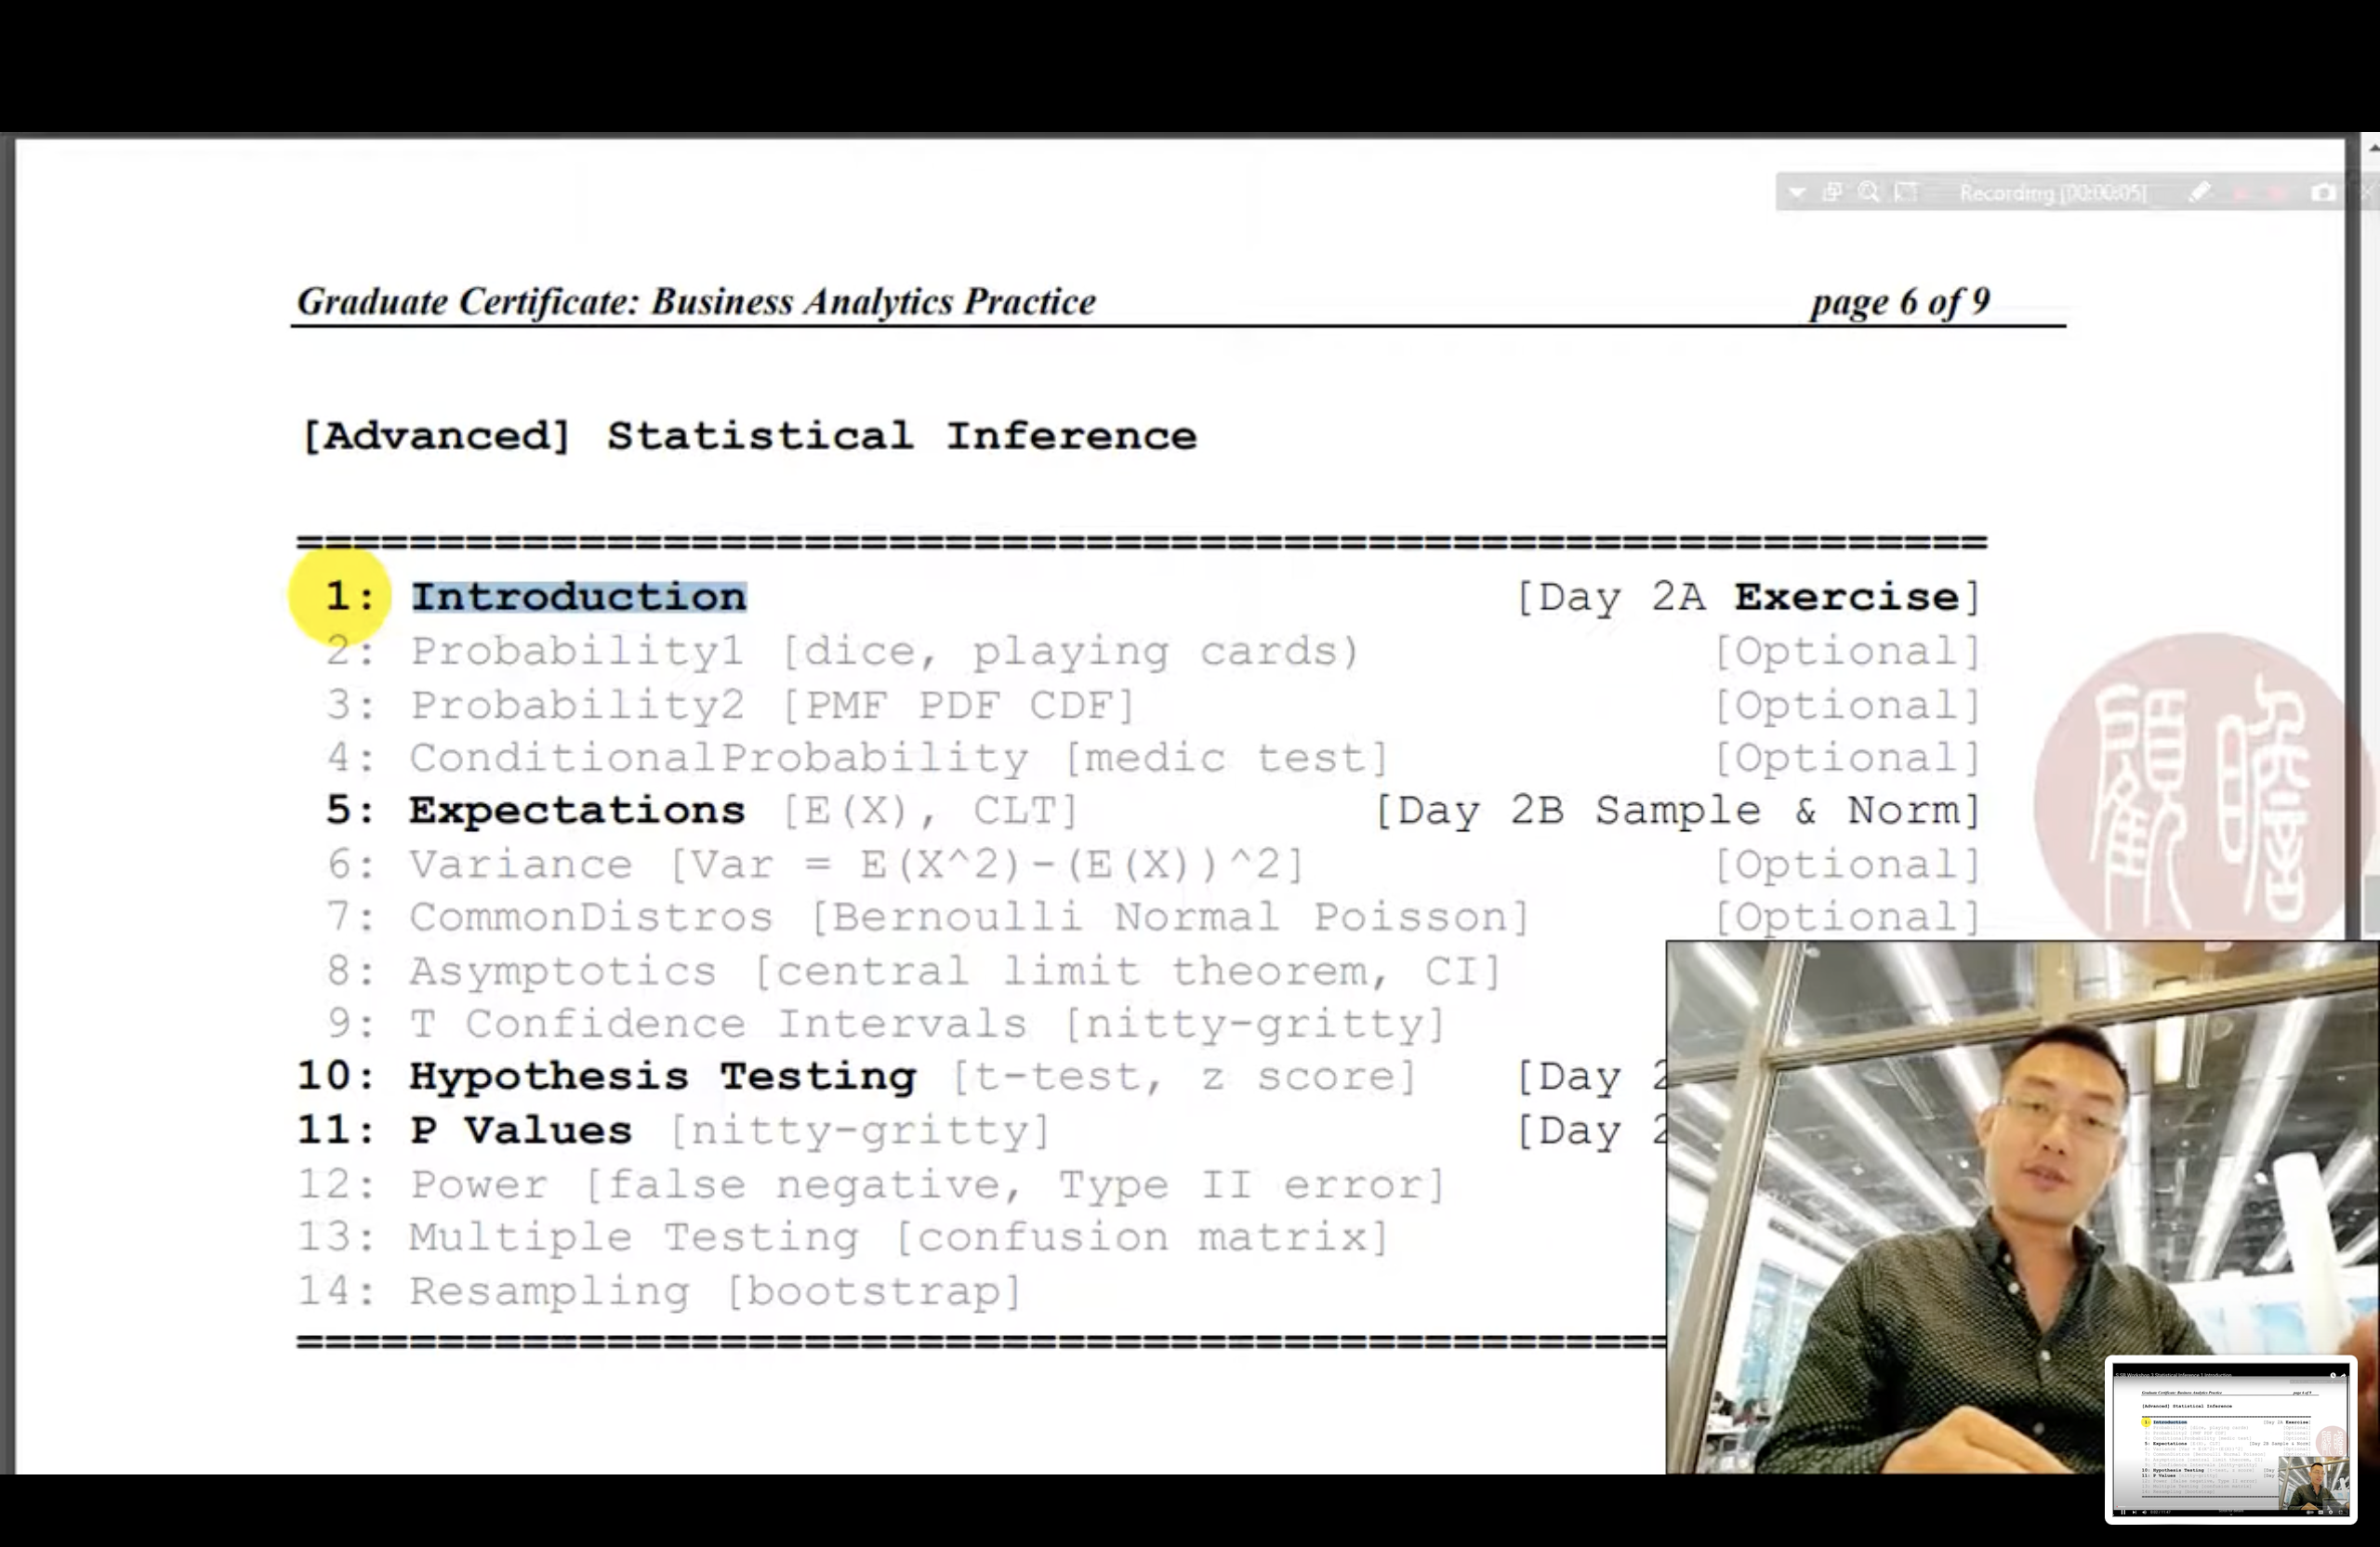 Recording [00:00:05]
Graduate Certificate: Business Analytics Practice page 6 of 9
[Advanced] Statistical Inference
==============================================================
1: Introduction [Day 2A Exercise]
2: Probability1 [dice, playing cards) [Optional]
3: Probability2 [PMF PDF CDF] [Optional]
4: ConditionalProbability [medic test] [Optional]
5: Expectations [E(X), CLT] [Day 2B Sample & Norm]
6: Variance [Var = E(X^2)-(E(X))^2] [Optional]
7: CommonDistros [Bernoulli Normal Poisson] [Optional]
8: Asymptotics [central limit theorem, CI]
9: T Confidence Intervals [nitty-gritty]
10: Hypothesis Testing [t-test, z score] [Day 2
11: P Values [nitty-gritty] [Day 2
12: Power [false negative, Type II error]
13: Multiple Testing [confusion matrix]
14: Resampling [bootstrap]
==============================================================
顧瞻